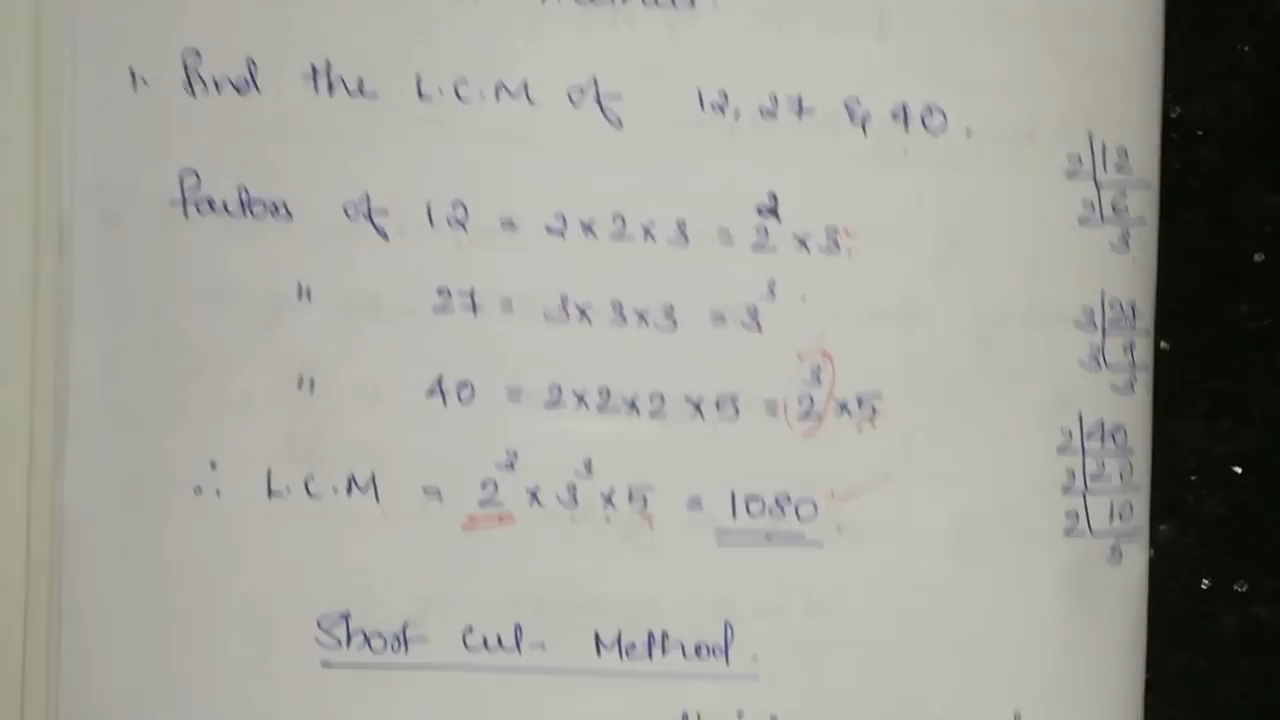 1. Find the L.C.M of 12, 27 & 40.
Factors of 12 = 2×2×3 = 2² × 3
" 27 = 3×3×3 = 3³
" 40 = 2×2×2×5 = 2³ ×5
∴ L.C.M = 2³ × 3³ × 5 = 1080
Short cut Method
2 12
2 6
3
3 27
3 9
3
2 40
2 20
2 10
5